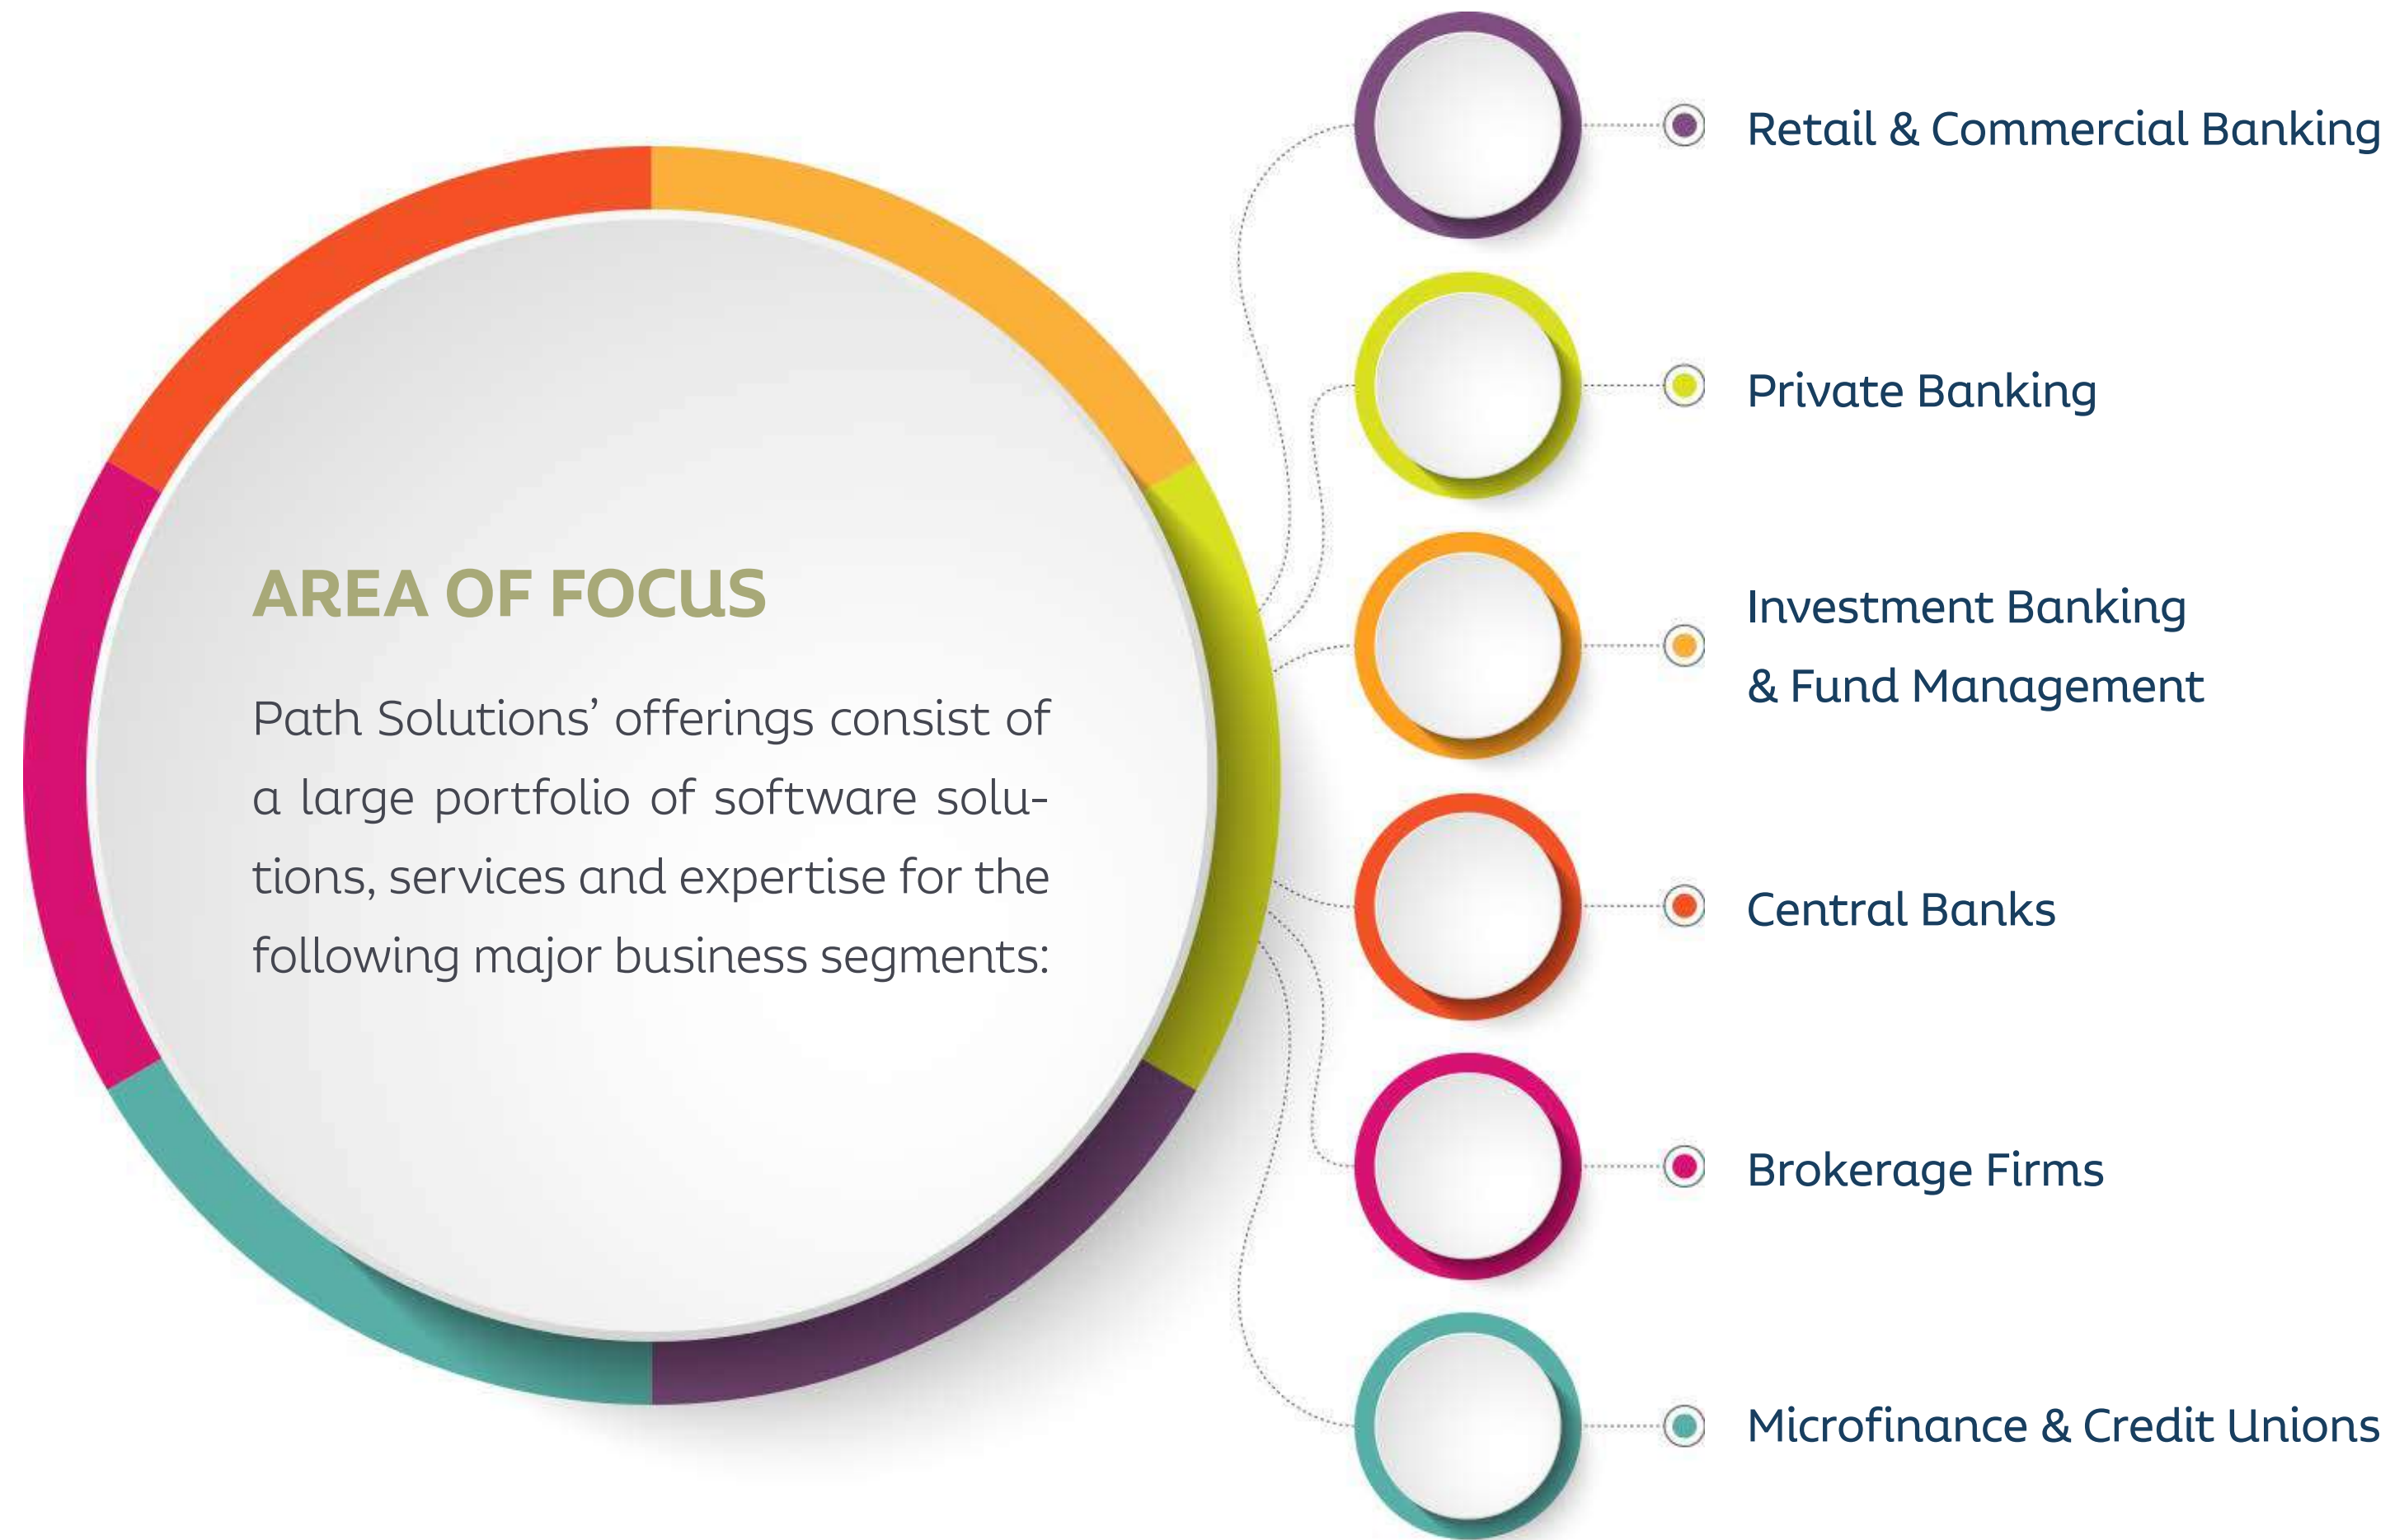 AREA OF FOCUS
Path Solutions’ offerings consist of
a large portfolio of software solu-
tions, services and expertise for the
following major business segments:
Retail & Commercial Banking
Private Banking
Investment Banking
& Fund Management
Central Banks
Brokerage Firms
Microfinance & Credit Unions